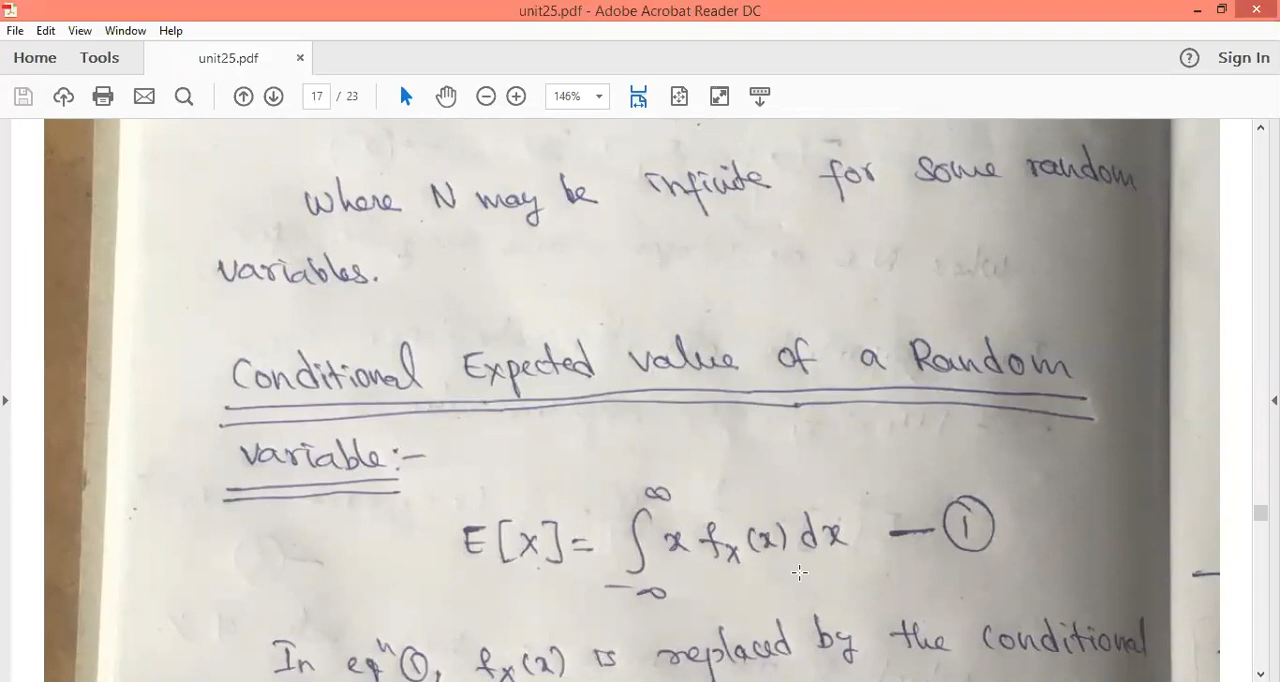 unit25.pdf - Adobe Acrobat Reader DC
File Edit View Window Help
Home Tools unit25.pdf × Sign In
17 / 23 146%
Where N may be infinite for some random
variables.
Conditional Expected value of a Random
variable:-
E[X] = ∫_{-∞}^{∞} x f_X(x) dx — ①
In eqⁿ ①, f_X(x) is replaced by the conditional